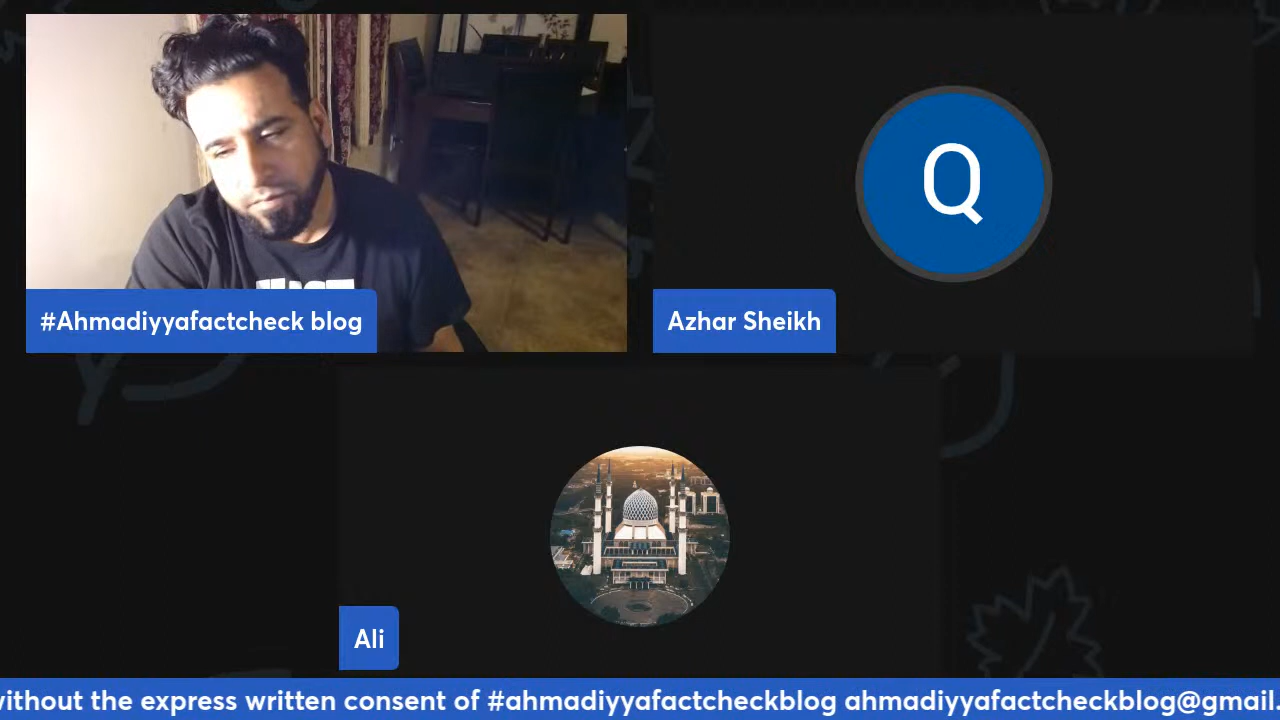 #Ahmadiyyafactcheck blog
Q
Azhar Sheikh
Ali
without the express written consent of #ahmadiyyafactcheckblog ahmadiyyafactcheckblog@gmail.